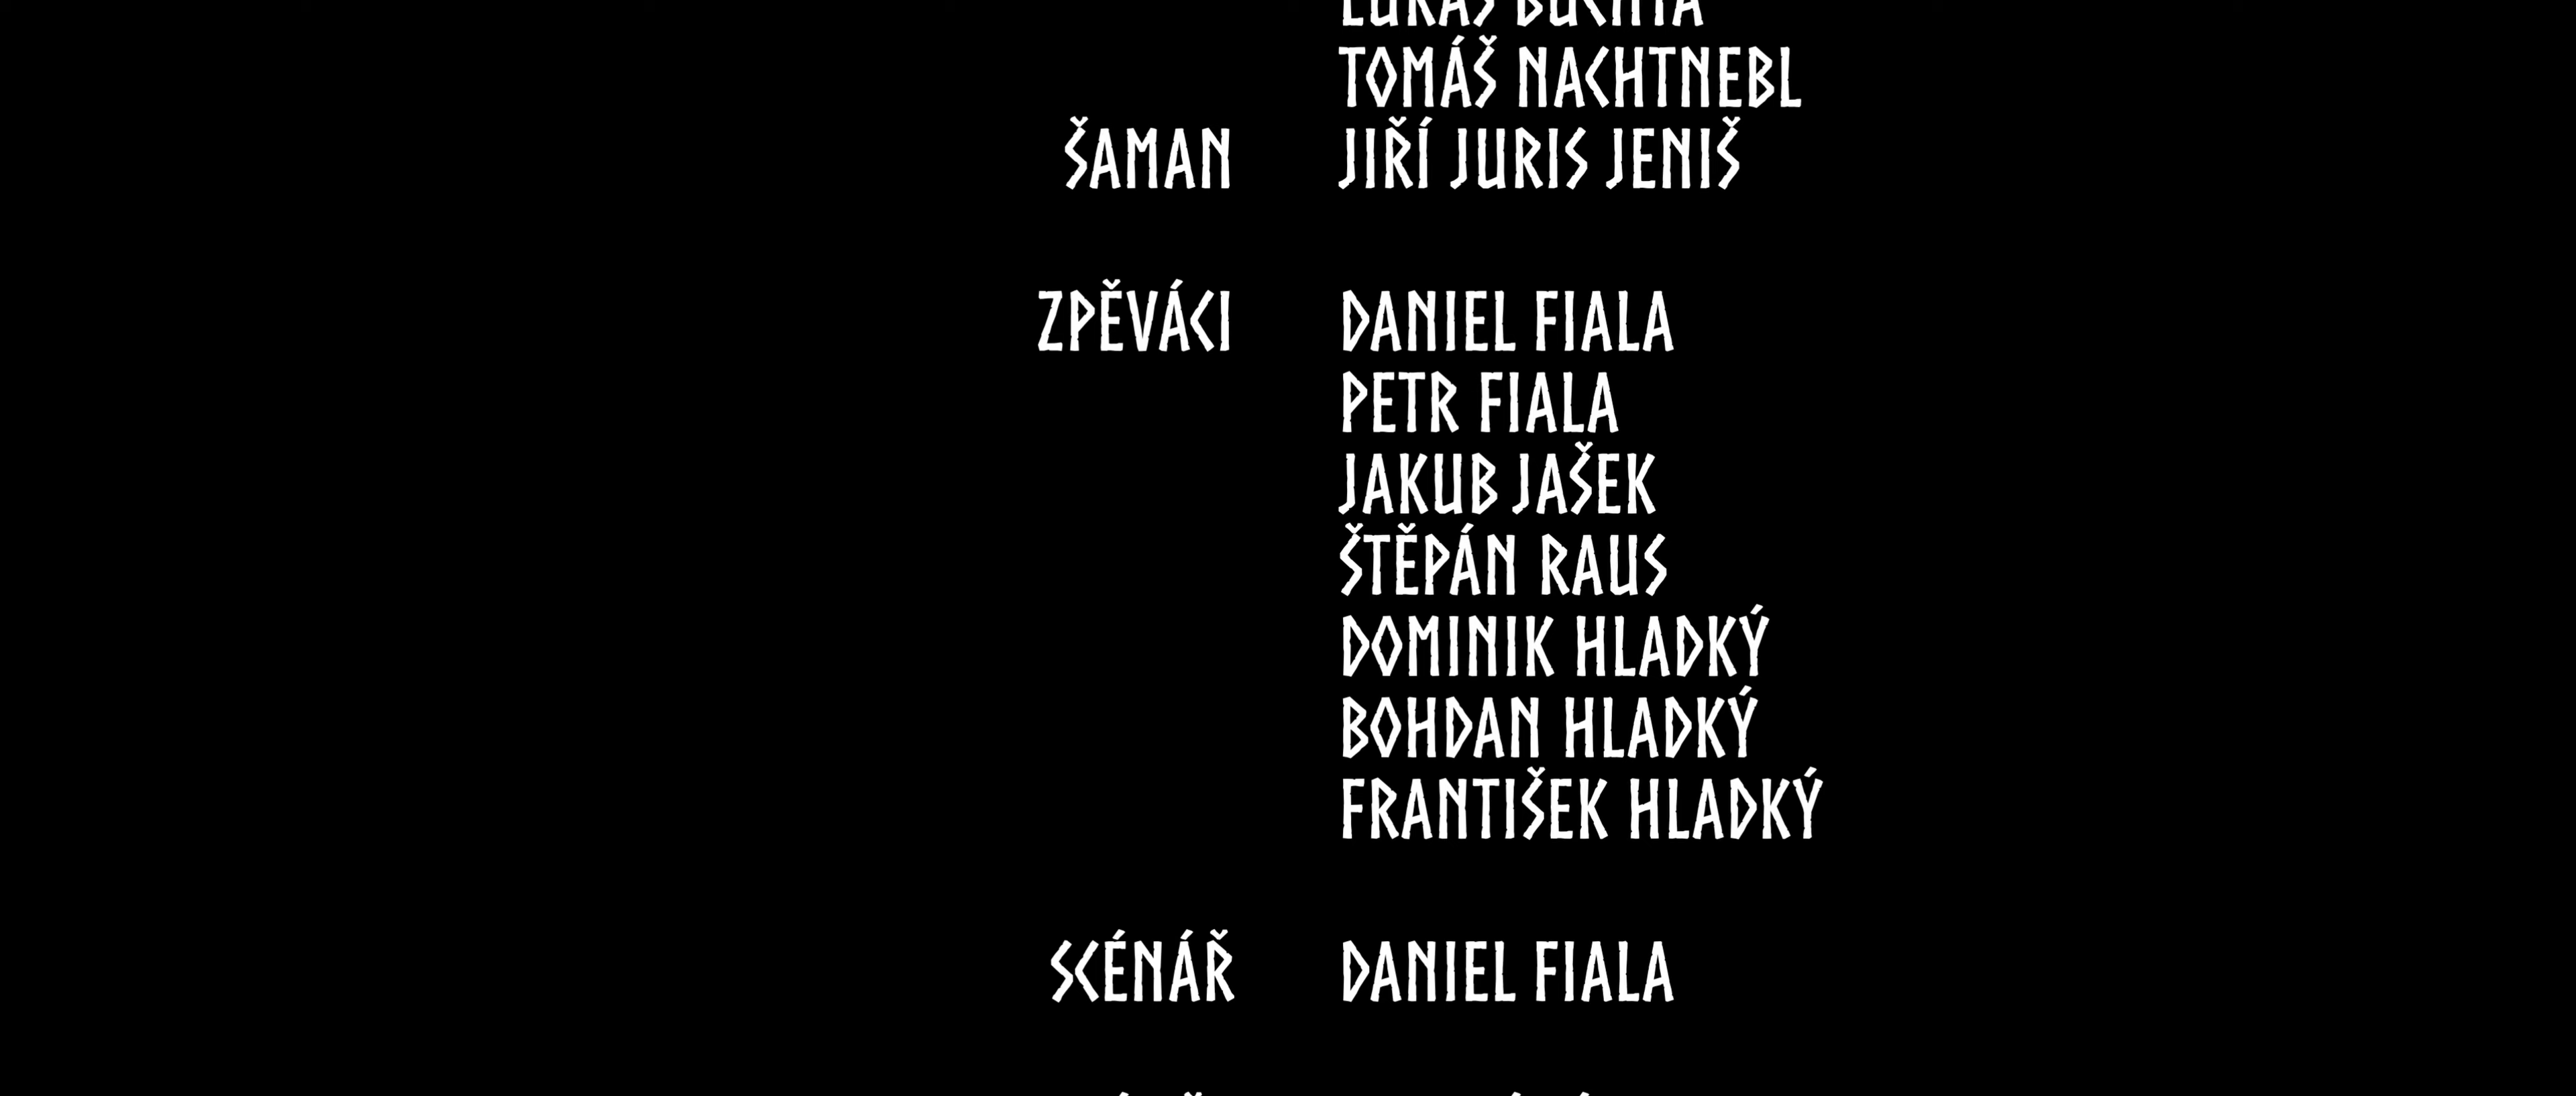 TOMÁŠ NACHTNEBL
ŠAMAN JIŘÍ JURIS JENIŠ
ZPĚVÁCI DANIEL FIALA
PETR FIALA
JAKUB JAŠEK
ŠTĚPÁN RAUS
DOMINIK HLADKÝ
BOHDAN HLADKÝ
FRANTIŠEK HLADKÝ
SCÉNÁŘ DANIEL FIALA